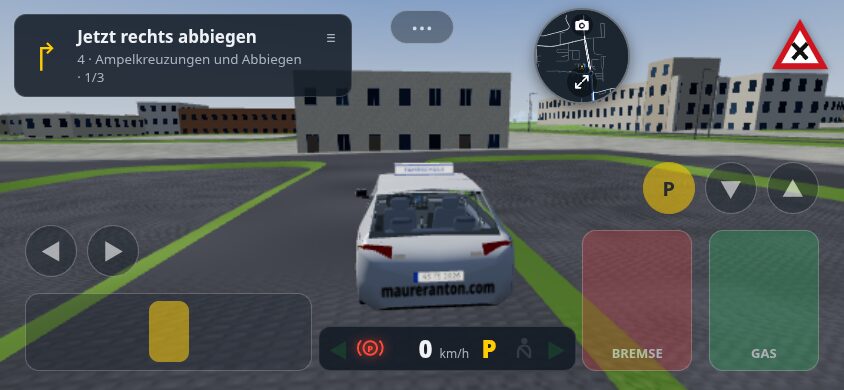 Jetzt rechts abbiegen
4 · Ampelkreuzungen und Abbiegen
· 1/3
P
maureranton.com
0 km/h P
BREMSE
GAS